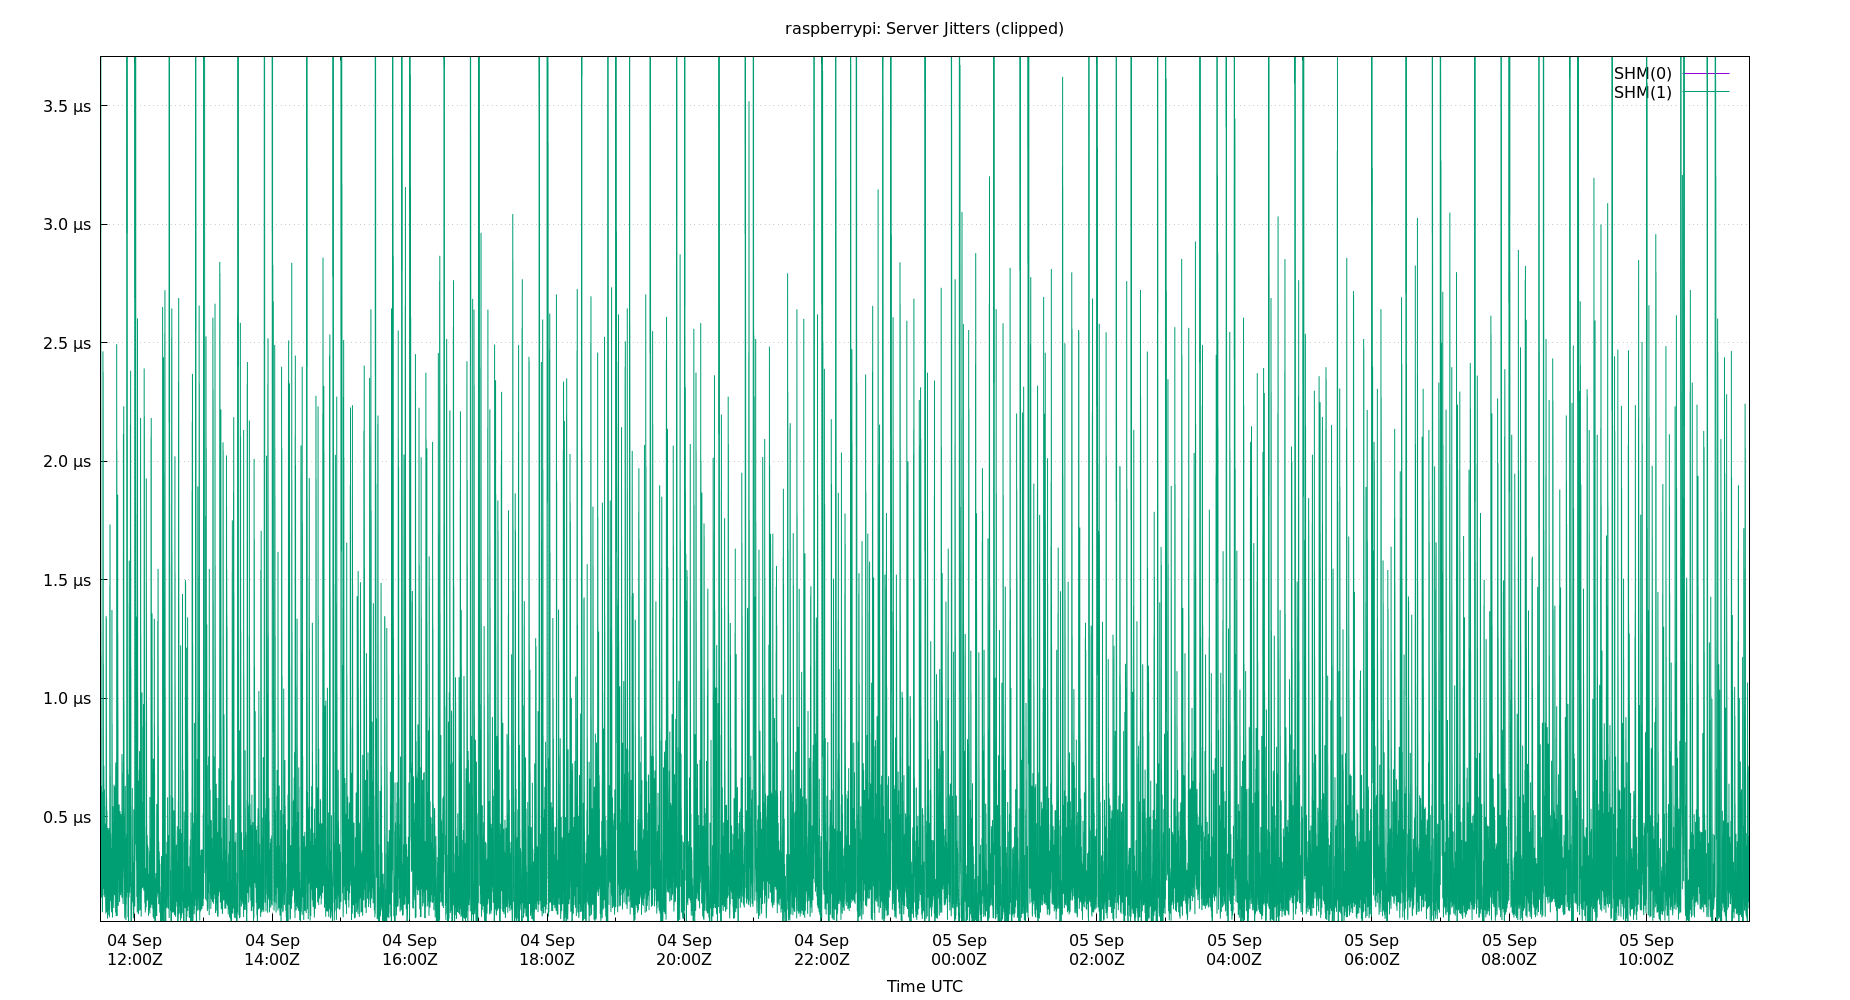 raspberrypi: Server Jitters (clipped)
SHM(0)
SHM(1)
3.5 µs
3.0 µs
2.5 µs
2.0 µs
1.5 µs
1.0 µs
0.5 µs
04 Sep 04 Sep 04 Sep 04 Sep 04 Sep 04 Sep 05 Sep 05 Sep 05 Sep 05 Sep 05 Sep 05 Sep
12:00Z 14:00Z 16:00Z 18:00Z 20:00Z 22:00Z 00:00Z 02:00Z 04:00Z 06:00Z 08:00Z 10:00Z
Time UTC